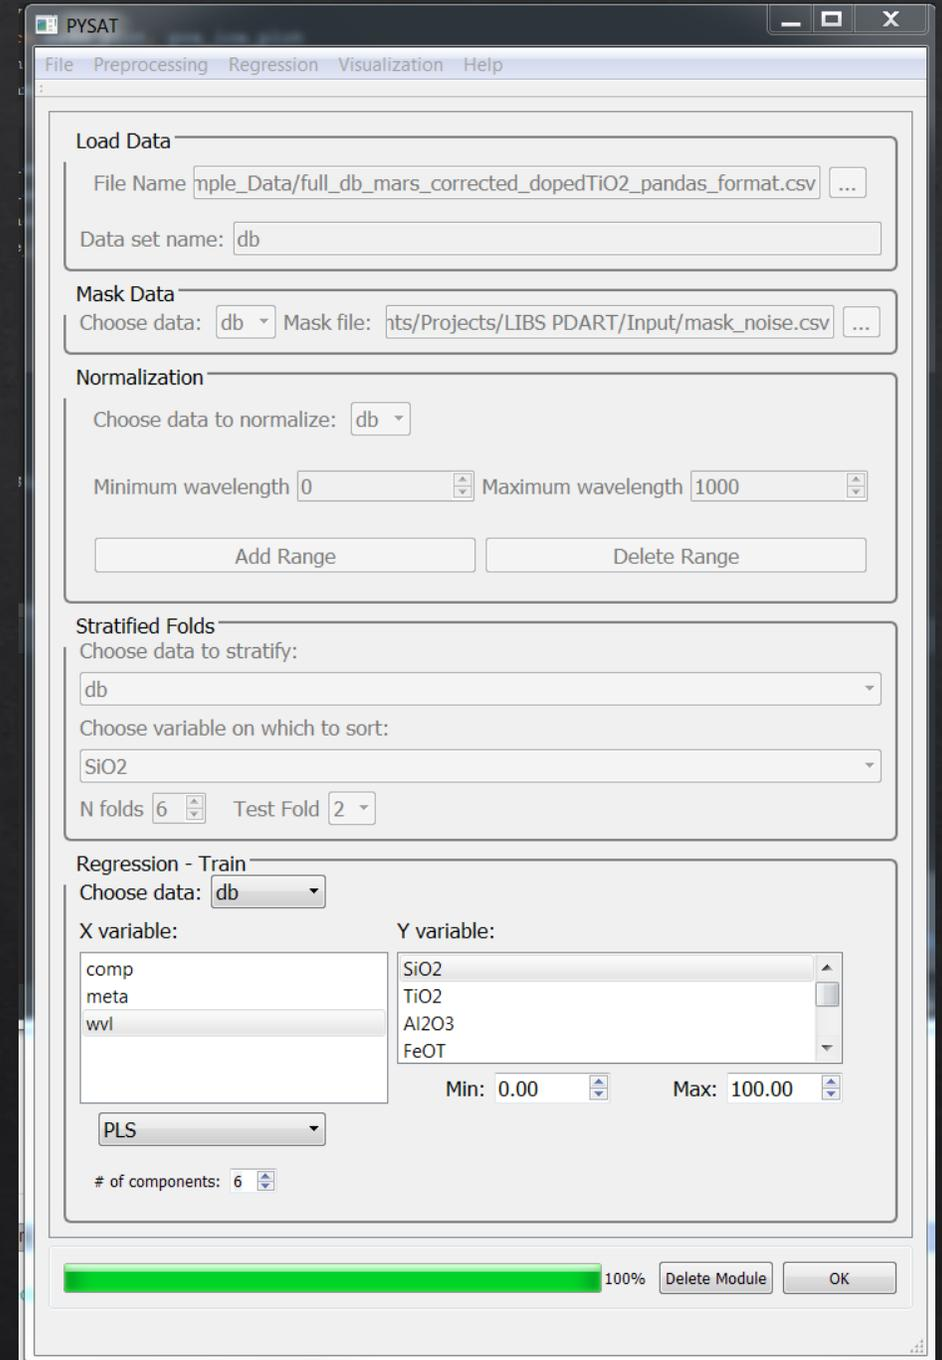 PYSAT
File Preprocessing Regression Visualization Help
Load Data
File Name mple_Data/full_db_mars_corrected_dopedTiO2_pandas_format.csv ...
Data set name: db
Mask Data
Choose data: db Mask file: nts/Projects/LIBS PDART/Input/mask_noise.csv ...
Normalization
Choose data to normalize: db
Minimum wavelength 0 Maximum wavelength 1000
Add Range Delete Range
Stratified Folds
Choose data to stratify:
db
Choose variable on which to sort:
SiO2
N folds 6 Test Fold 2
Regression - Train
Choose data: db
X variable: Y variable:
comp SiO2
meta TiO2
wvl Al2O3
FeOT
Min: 0.00 Max: 100.00
PLS
# of components: 6
100% Delete Module OK